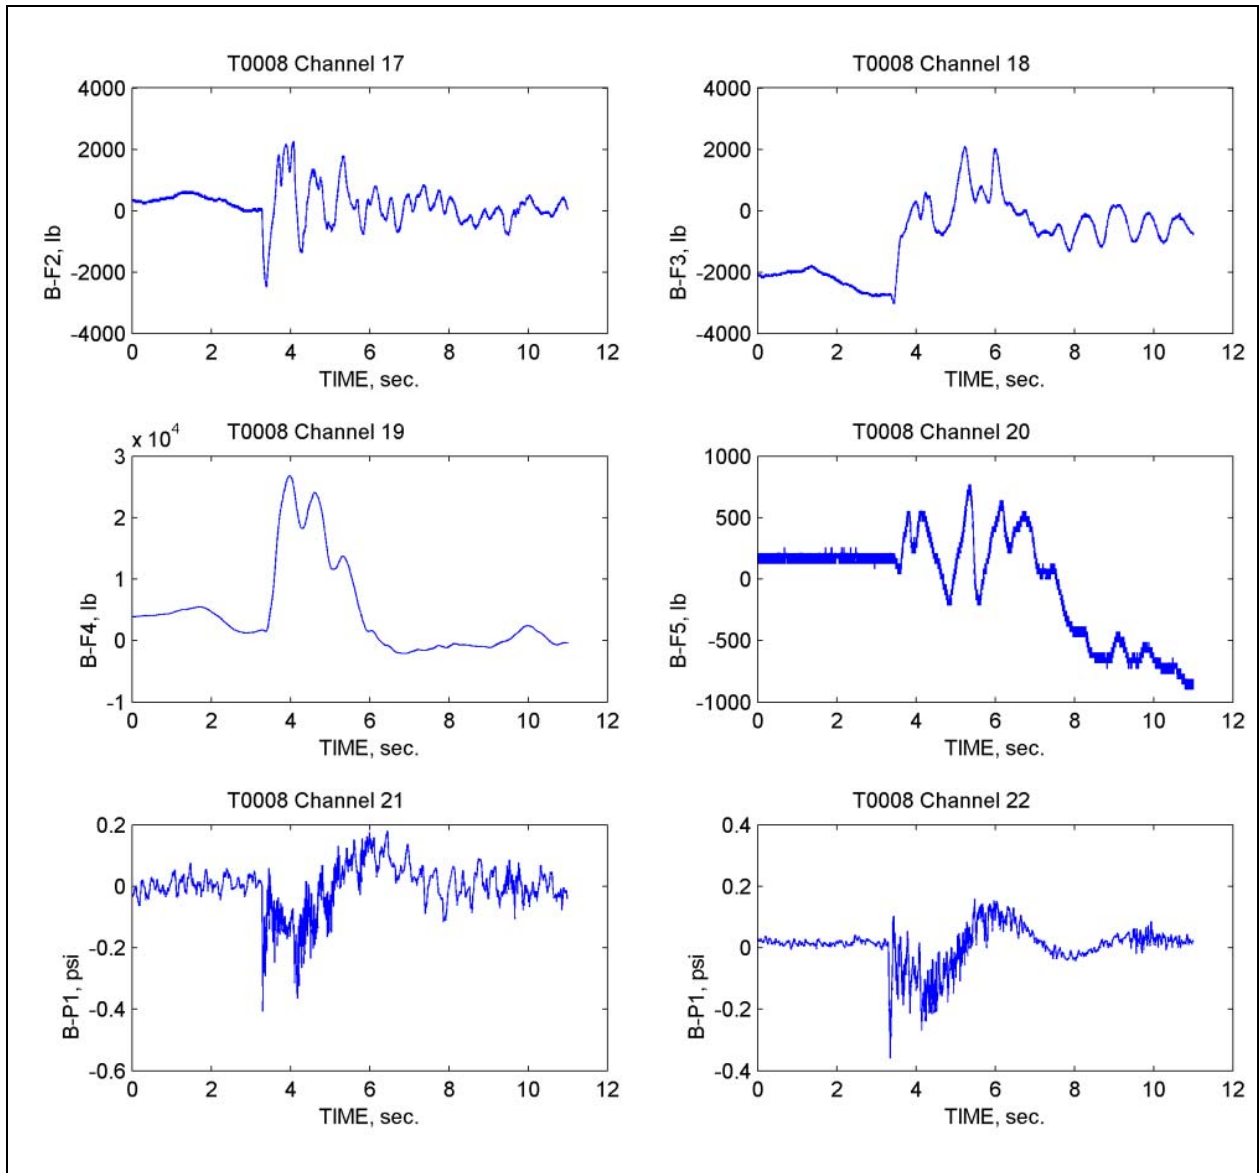 T0008 Channel 17
4000
2000
0
-2000
-4000
B-F2, lb
0 2 4 6 8 10 12
TIME, sec.
T0008 Channel 18
4000
2000
0
-2000
-4000
B-F3, lb
0 2 4 6 8 10 12
TIME, sec.
T0008 Channel 19
x 10^4
3
2
1
0
-1
B-F4, lb
0 2 4 6 8 10 12
TIME, sec.
T0008 Channel 20
1000
500
0
-500
-1000
B-F5, lb
0 2 4 6 8 10 12
TIME, sec.
T0008 Channel 21
0.2
0
-0.2
-0.4
-0.6
B-P1, psi
0 2 4 6 8 10 12
TIME, sec.
T0008 Channel 22
0.4
0.2
0
-0.2
-0.4
B-P1, psi
0 2 4 6 8 10 12
TIME, sec.